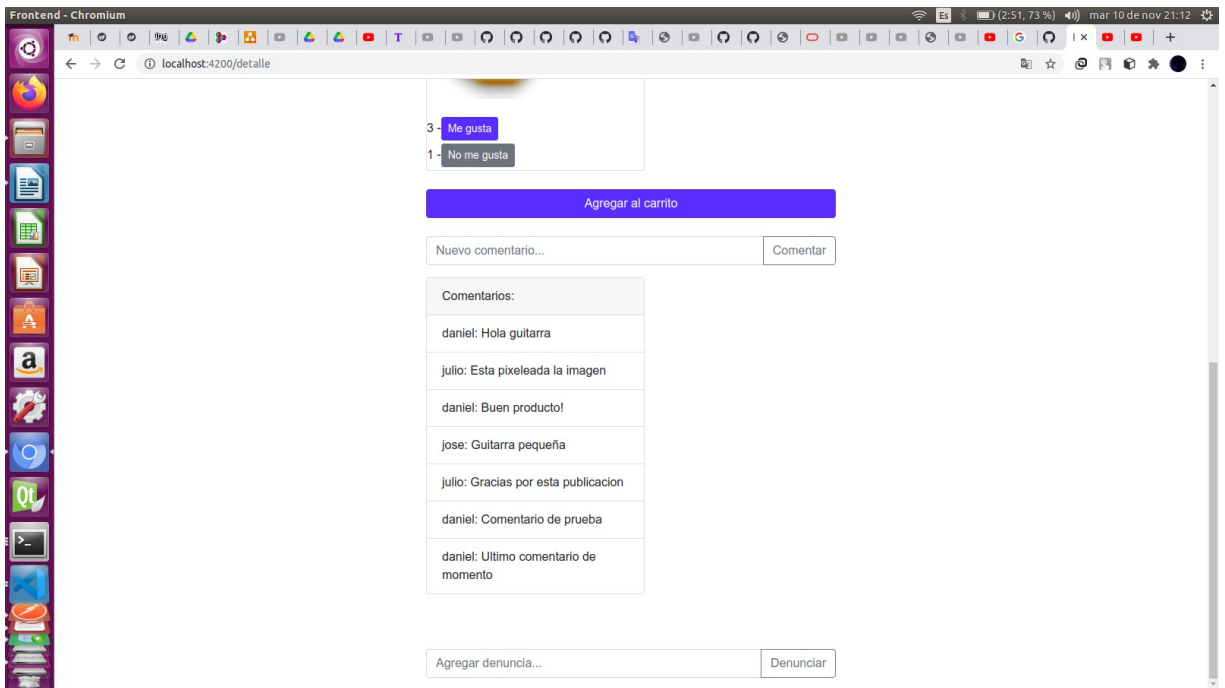 Frontend - Chromium
Es
(2:51, 73 %)
mar 10 de nov 21:12
localhost:4200/detalle
3 - Me gusta
1 - No me gusta
Agregar al carrito
Nuevo comentario...
Comentar
Comentarios:
daniel: Hola guitarra
julio: Esta pixeleada la imagen
daniel: Buen producto!
jose: Guitarra pequeña
julio: Gracias por esta publicacion
daniel: Comentario de prueba
daniel: Ultimo comentario de
momento
Agregar denuncia...
Denunciar